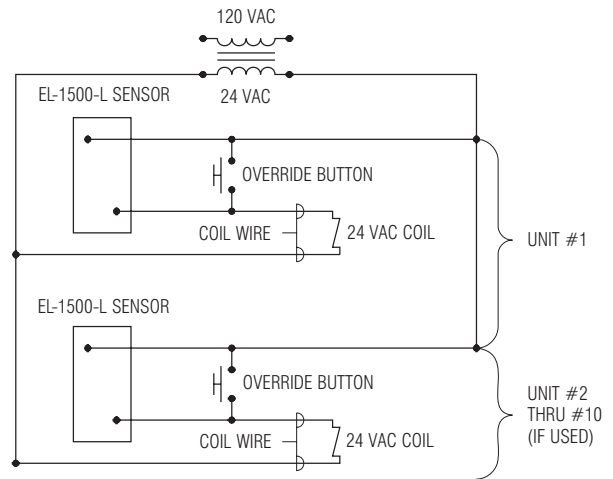 120 VAC
24 VAC
EL-1500-L SENSOR
OVERRIDE BUTTON
COIL WIRE
24 VAC COIL
UNIT #1
EL-1500-L SENSOR
OVERRIDE BUTTON
COIL WIRE
24 VAC COIL
UNIT #2
THRU #10
(IF USED)